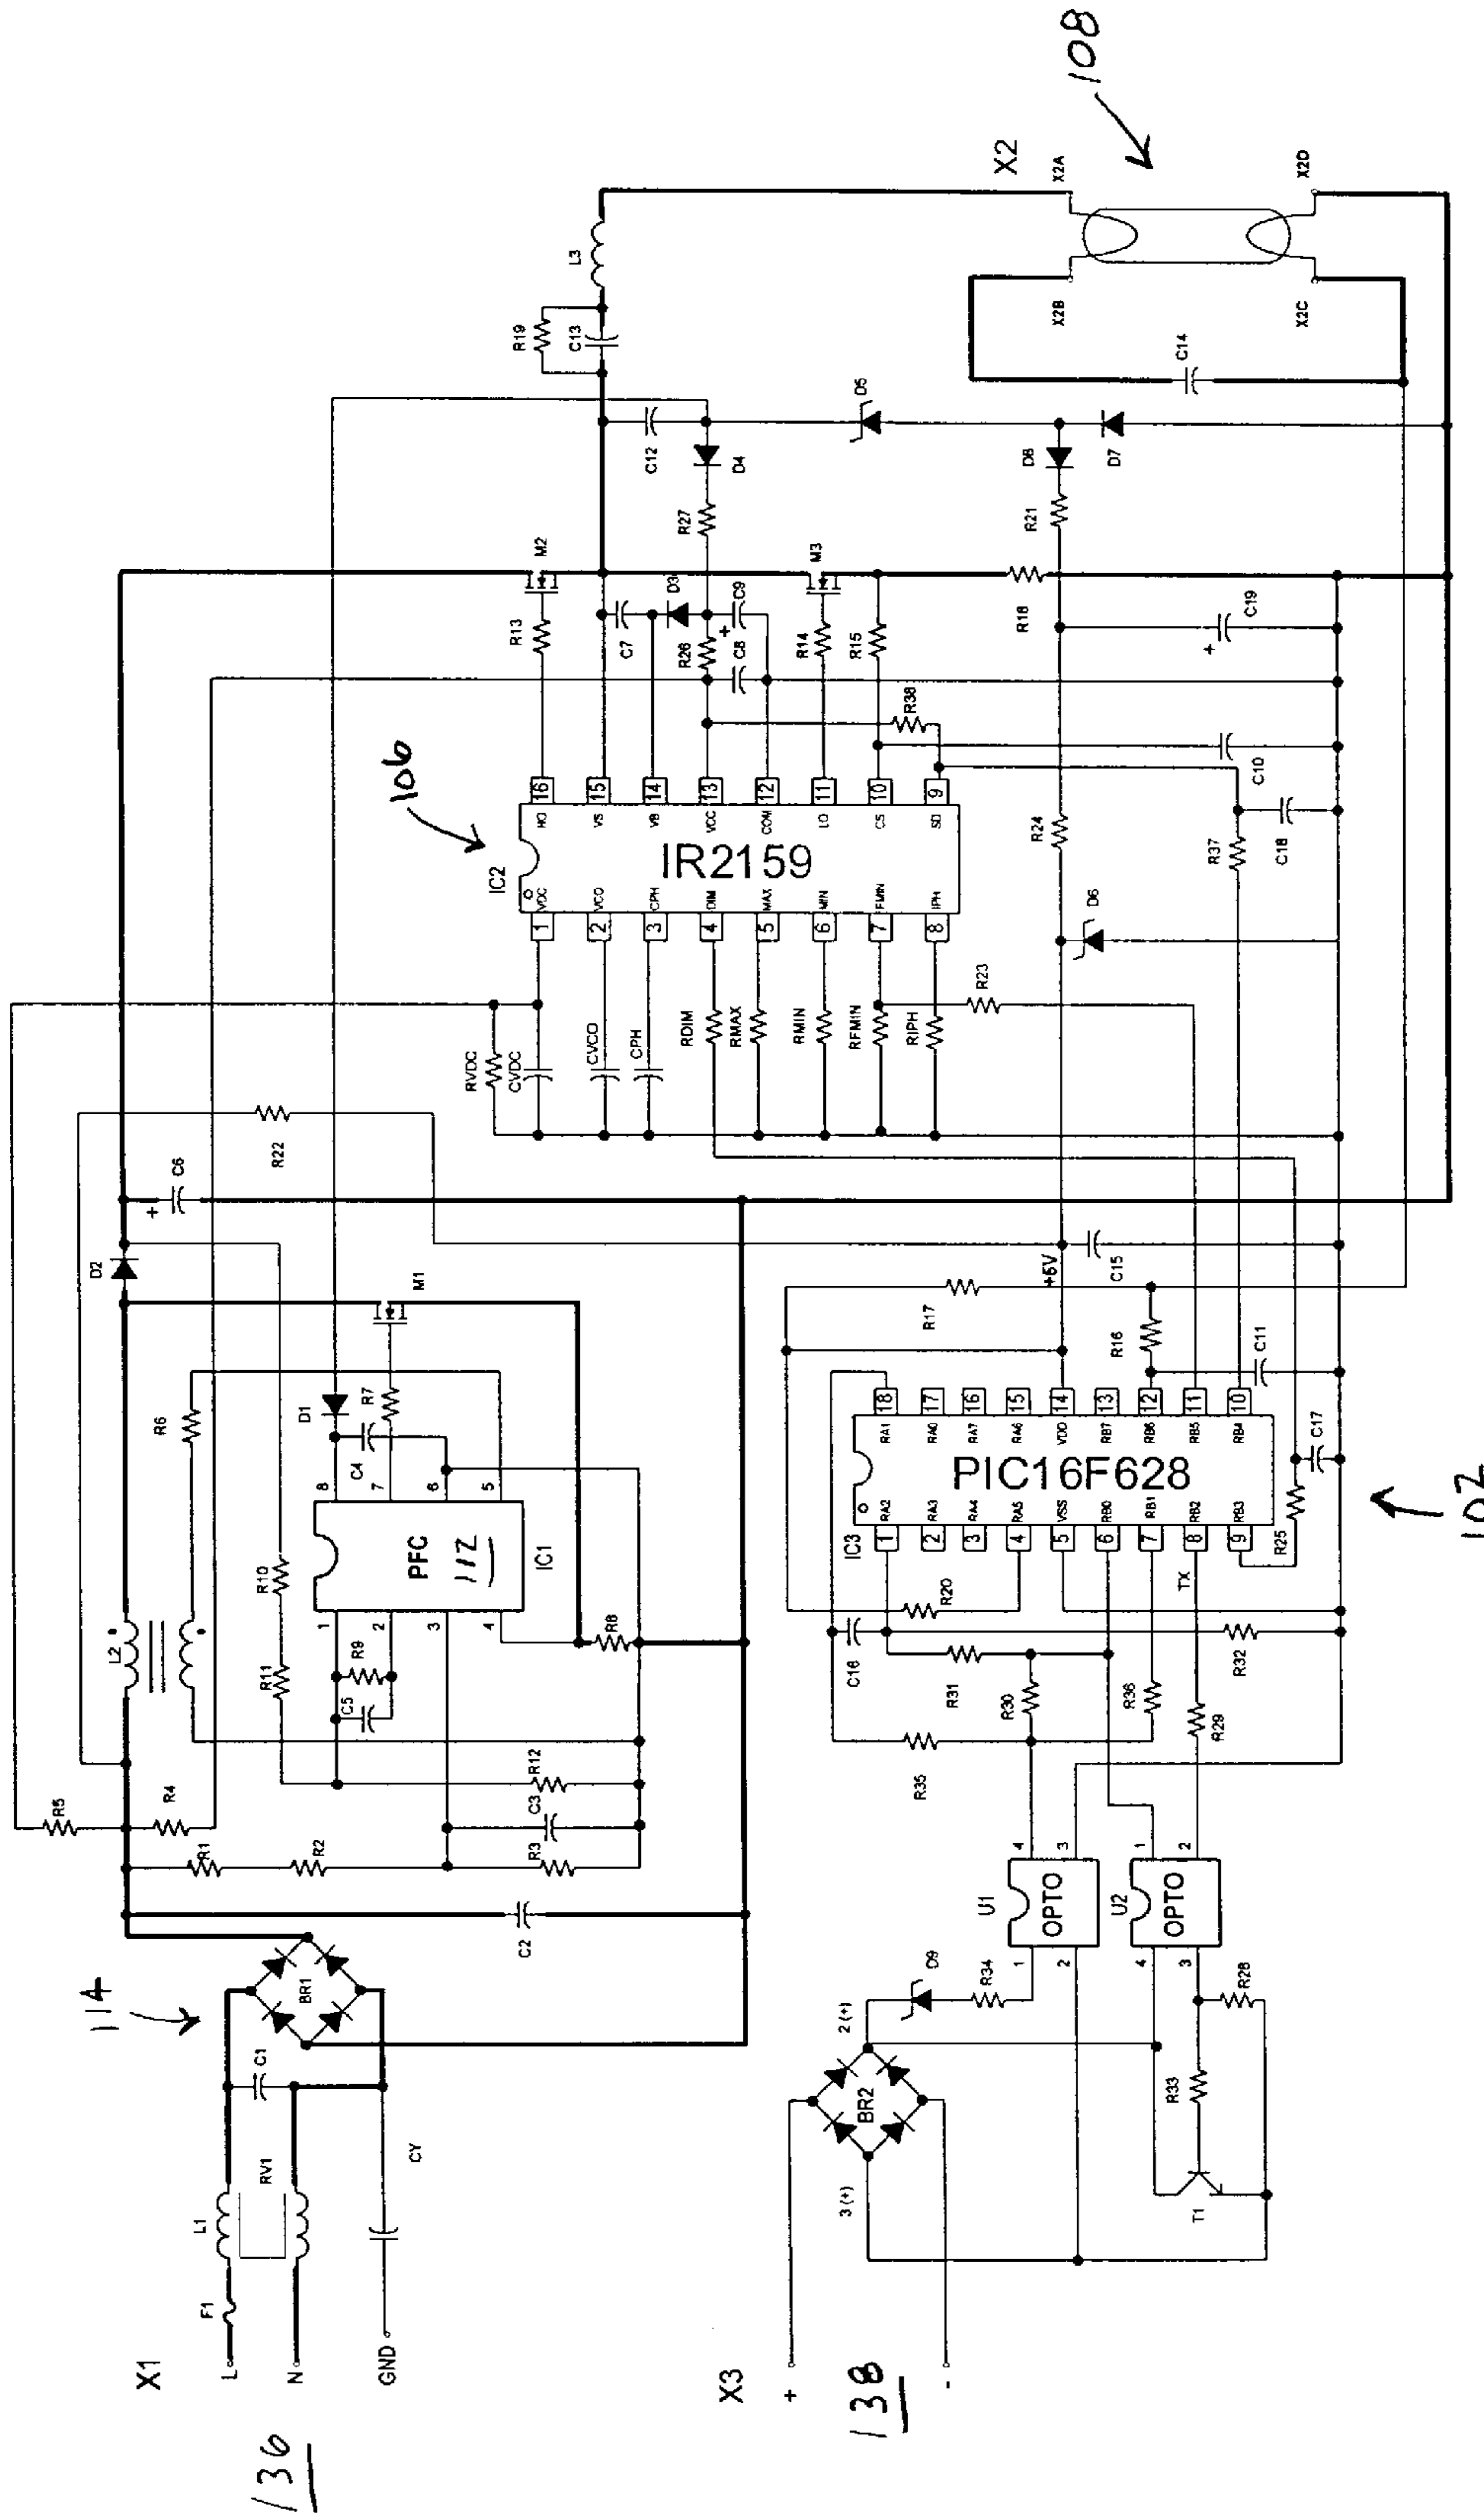 136
X1
L
N
GND
F1
L1
RV1
C1
CY
114
BR1
C2
R1
R2
R3
C3
R4
R5
R12
L2
R11
R10
R9
C5
1
2
3
4
PFC
112
IC1
8
7
6
5
C4
D1
R7
R6
R8
M1
D2
C6
+
R22
RVDC
CVDC
CVCO
CPH
RDIM
RMAX
RMIN
RFMIN
RIPH
R23
IC2
106
IR2159
1 VDC
2 VCO
3 CPH
4 DIM
5 MAX
6 MIN
7 FMIN
8 IPH
16 HO
15 VS
14 VB
13 VCC
12 COM
11 LO
10 CS
9 SD
R13
M2
C7
D3
R26
C8
C9
+
R14
M3
R15
R38
R18
R27
D4
C12
R19
C13
L3
D5
D7
D8
R21
R24
D6
C19
+
C10
C18
R37
C14
X2
X2A
X2B
X2C
X2D
108
X3
+
-
138
BR2
2 (+)
3 (+)
D9
R34
T1
R33
R28
U1
OPTO
1
2
3
4
U2
OPTO
4
3
1
2
R35
R30
R31
R36
R29
R32
C16
R20
TX
IC3
PIC16F628
1 RA2
2 RA3
3 RA4
4 RA5
5 VSS
6 RB0
7 RB1
8 RB2
9 RB3
18 RA1
17 RA0
16 RA7
15 RA6
14 VDD
13 RB7
12 RB6
11 RB5
10 RB4
R25
C17
R16
C11
R17
+5V
C15
102